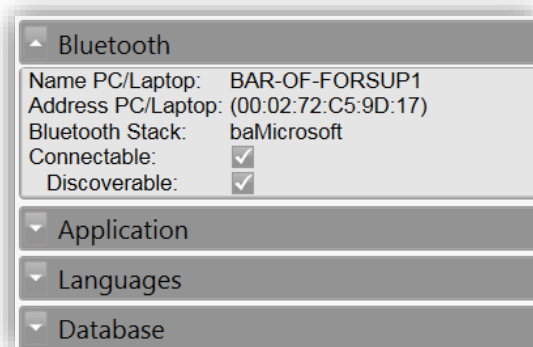 Bluetooth
Name PC/Laptop: BAR-OF-FORSUP1
Address PC/Laptop: (00:02:72:C5:9D:17)
Bluetooth Stack: baMicrosoft
Connectable:
Discoverable:
Application
Languages
Database